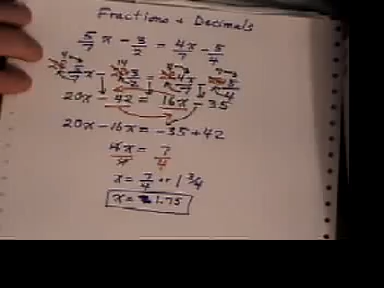 Fractions + Decimals
5/7 x - 3/2 = 4x/7 - 5/4
20x - 42 = 16x - 35
20x - 16x = -35 + 42
4x/4 = 7/4
x = 7/4 or 1 3/4
x = 1.75